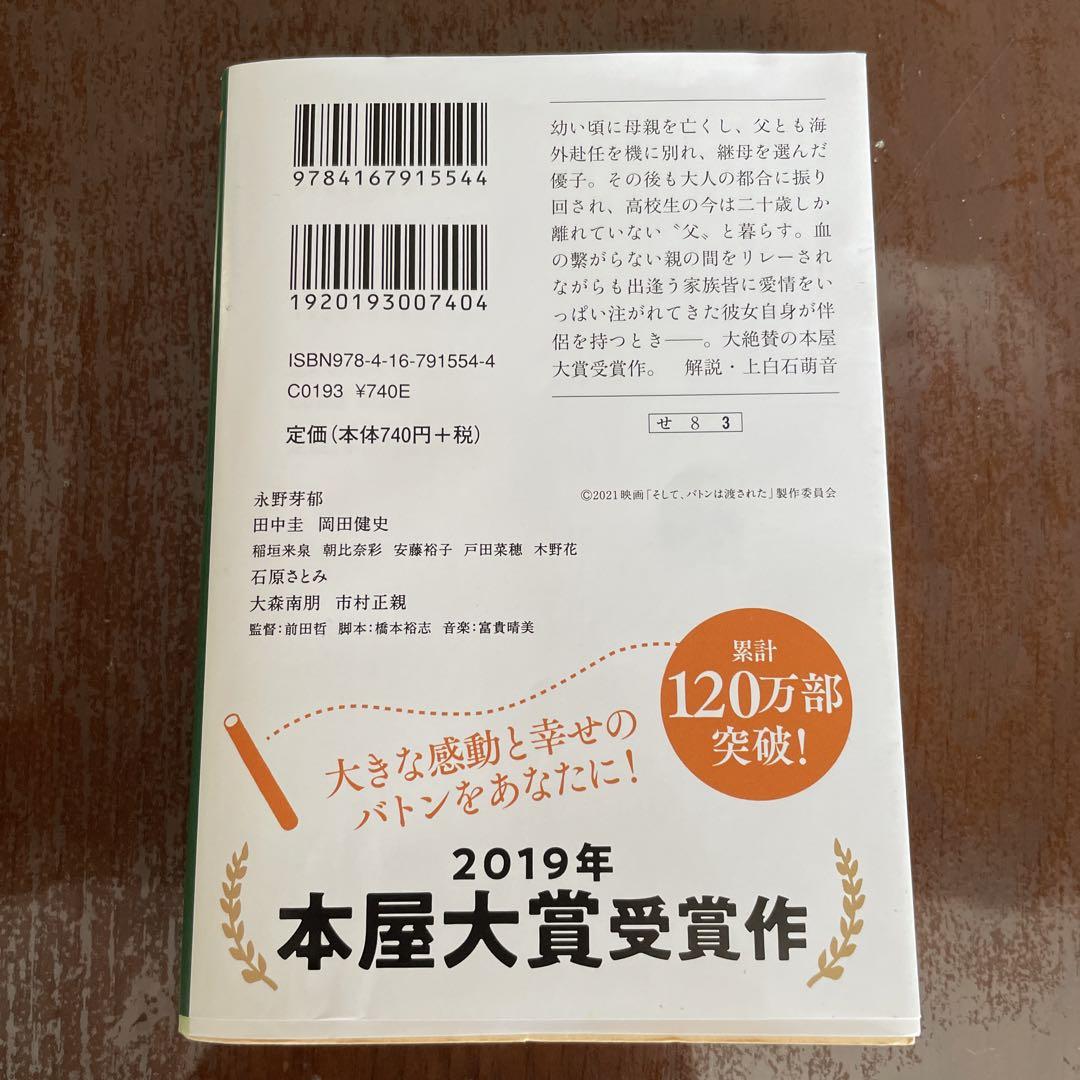 9784167915544
1920193007404
ISBN978-4-16-791554-4
C0193 ¥740E
定価(本体740円+税)
幼い頃に母親を亡くし、父とも海
外赴任を機に別れ、継母を選んだ
優子。その後も大人の都合に振り
回され、高校生の今は二十歳しか
離れていない〝父〟と暮らす。血
の繫がらない親の間をリレーされ
ながらも出逢う家族皆に愛情をい
っぱい注がれてきた彼女自身が伴
侶を持つとき――。大絶賛の本屋
大賞受賞作。 解説・上白石萌音
せ 8 3
©2021映画「そして、バトンは渡された」製作委員会
永野芽郁
田中圭 岡田健史
稲垣来泉 朝比奈彩 安藤裕子 戸田菜穂 木野花
石原さとみ
大森南朋 市村正親
監督:前田哲 脚本:橋本裕志 音楽:富貴晴美
累計
120万部
突破!
大きな感動と幸せの
バトンをあなたに!
2019年
本屋大賞受賞作